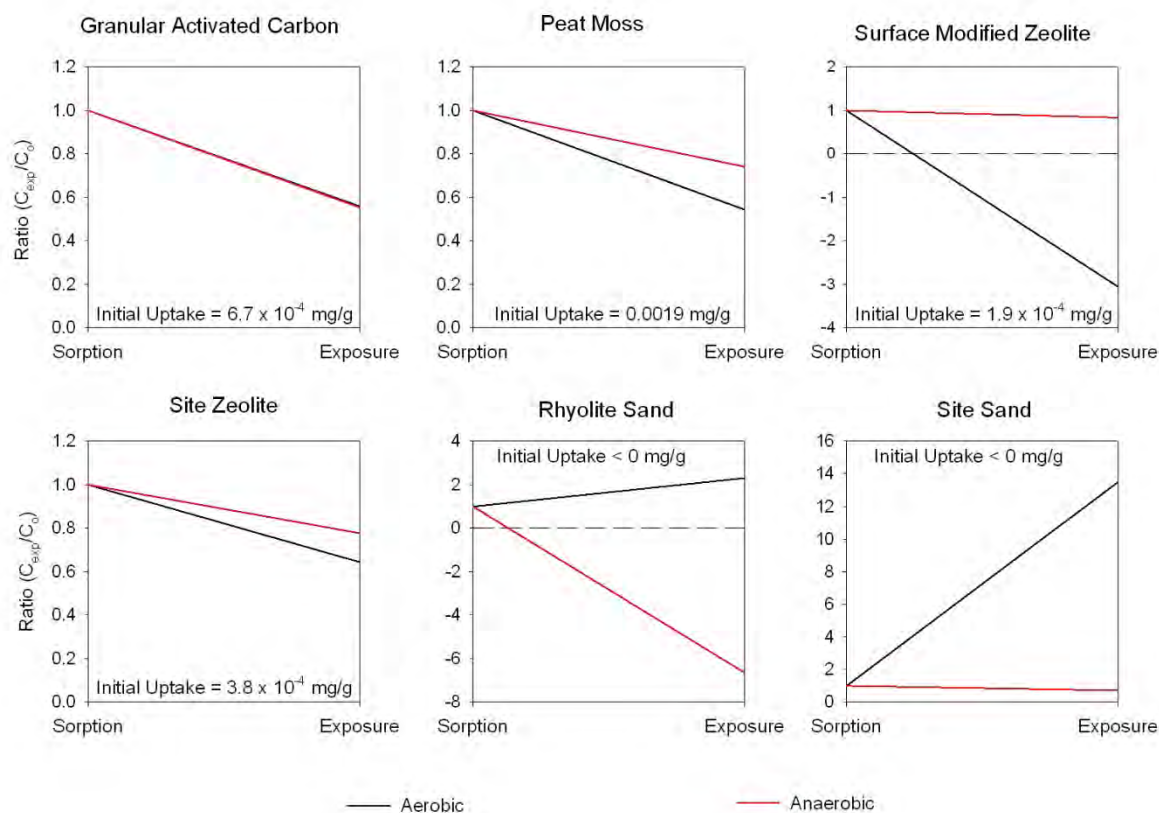 Granular Activated Carbon
Peat Moss
Surface Modified Zeolite
Ratio (Cexp/Co)
1.2
1.0
0.8
0.6
0.4
0.2
0.0
Initial Uptake = 6.7 x 10-4 mg/g
Sorption
Exposure
1.2
1.0
0.8
0.6
0.4
0.2
0.0
Initial Uptake = 0.0019 mg/g
Sorption
Exposure
2
1
0
-1
-2
-3
-4
Initial Uptake = 1.9 x 10-4 mg/g
Sorption
Exposure
Site Zeolite
Rhyolite Sand
Site Sand
Ratio (Cexp/Co)
1.2
1.0
0.8
0.6
0.4
0.2
0.0
Initial Uptake = 3.8 x 10-4 mg/g
Sorption
Exposure
4
2
0
-2
-4
-6
-8
Initial Uptake < 0 mg/g
Sorption
Exposure
16
14
12
10
8
6
4
2
0
Initial Uptake < 0 mg/g
Sorption
Exposure
Aerobic
Anaerobic